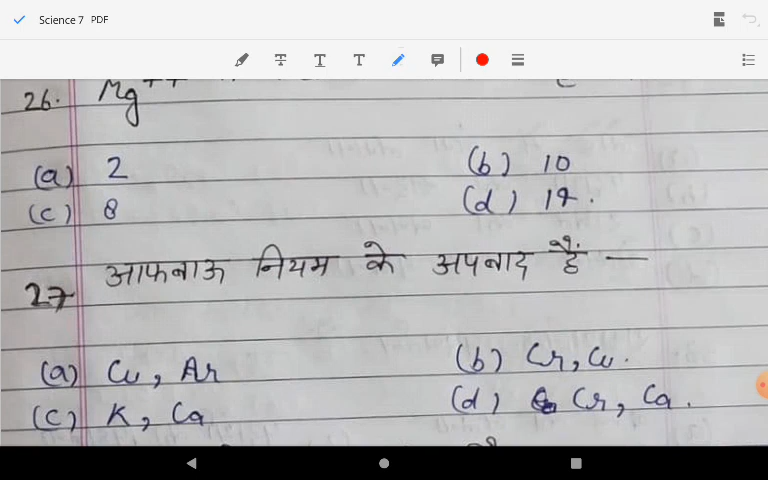 Science 7 PDF
26. Mg++
(a) 2 (b) 10
(c) 8 (d) 12.
27 आफबाऊ नियम के अपवाद हैं —
(a) Cu, Ar (b) Cr, Cu.
(c) K, Ca (d) Cr, Ca.